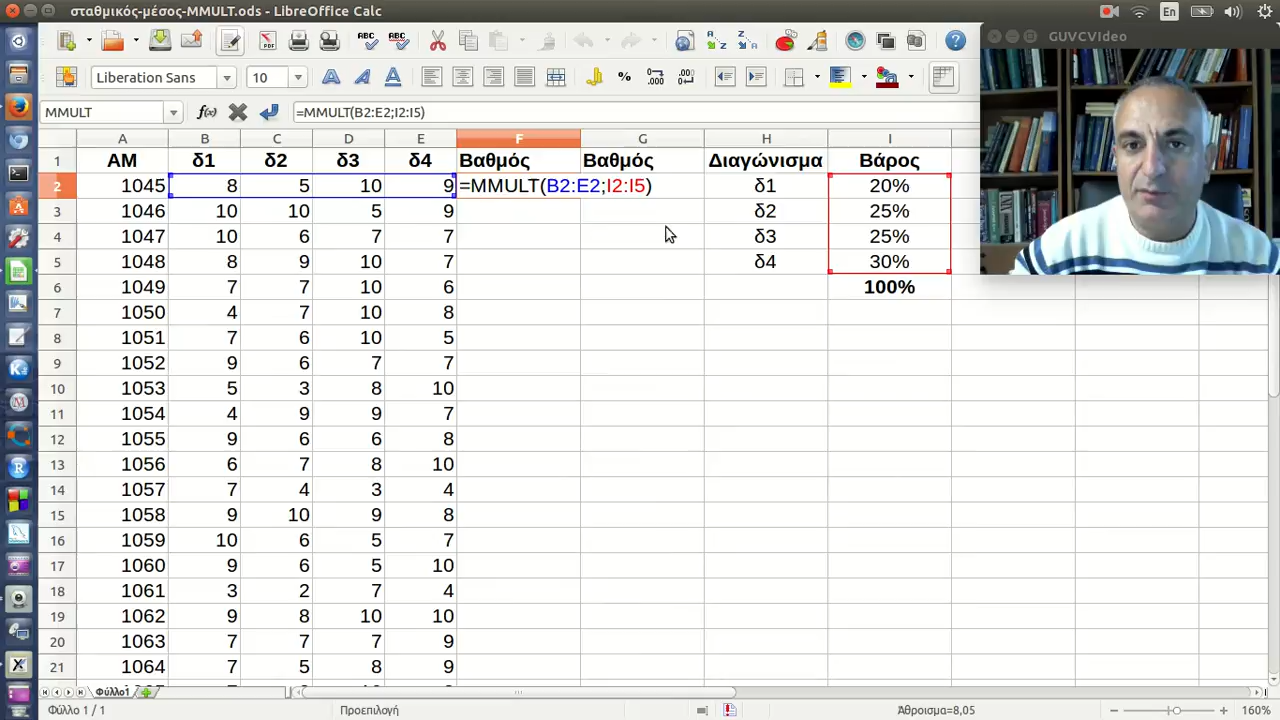 σταθμικός-μέσος-MMULT.ods - LibreOffice Calc
En
GUVCVIdeo
Liberation Sans 10
MMULT =MMULT(B2:E2;I2:I5)
A B C D E F G H I
1 ΑΜ δ1 δ2 δ3 δ4 Βαθμός Βαθμός Διαγώνισμα Βάρος
2 1045 8 5 10 9 =MMULT(B2:E2;I2:I5) δ1 20%
3 1046 10 10 5 9 δ2 25%
4 1047 10 6 7 7 δ3 25%
5 1048 8 9 10 7 δ4 30%
6 1049 7 7 10 6 100%
7 1050 4 7 10 8
8 1051 7 6 10 5
9 1052 9 6 7 7
10 1053 5 3 8 10
11 1054 4 9 9 7
12 1055 9 6 6 8
13 1056 6 7 8 10
14 1057 7 4 3 4
15 1058 9 10 9 8
16 1059 10 6 5 7
17 1060 9 6 5 10
18 1061 3 2 7 4
19 1062 9 8 10 10
20 1063 7 7 7 9
21 1064 7 5 8 9
Φύλλο1
Φύλλο 1 / 1 Προεπιλογή Άθροισμα=8,05 160%